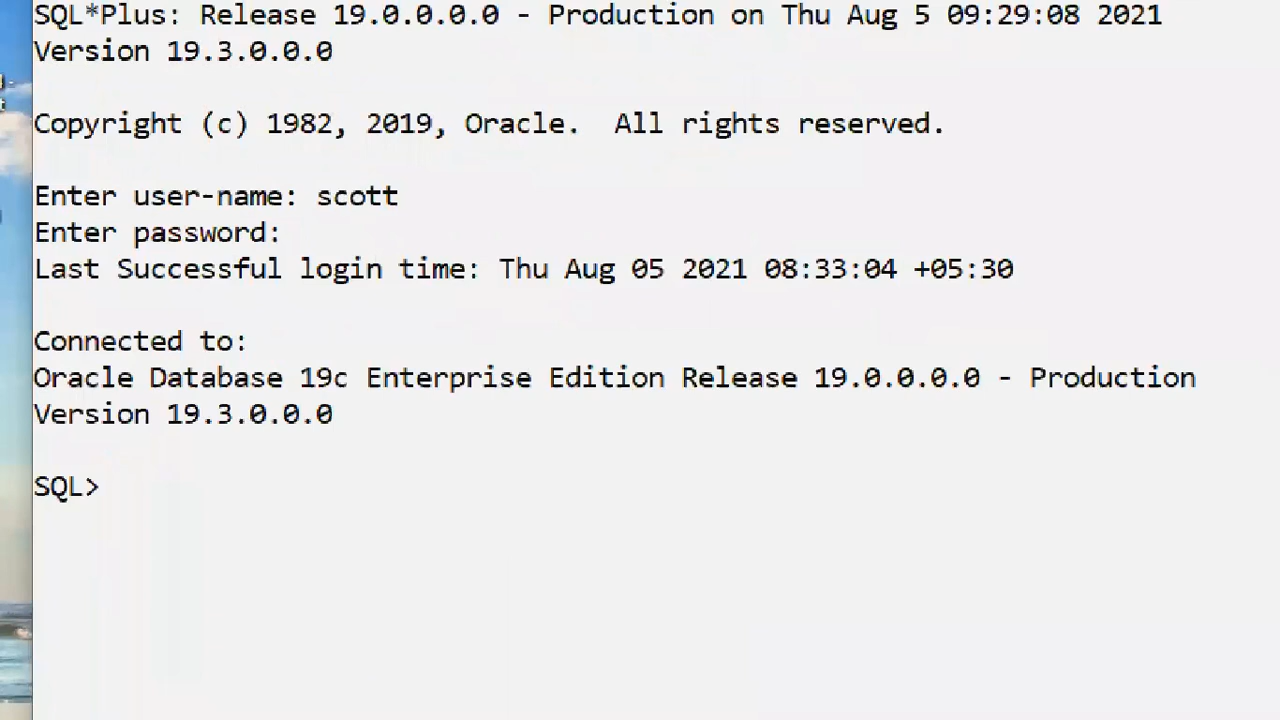 SQL*Plus: Release 19.0.0.0.0 - Production on Thu Aug 5 09:29:08 2021
Version 19.3.0.0.0
Copyright (c) 1982, 2019, Oracle.  All rights reserved.
Enter user-name: scott
Enter password:
Last Successful login time: Thu Aug 05 2021 08:33:04 +05:30
Connected to:
Oracle Database 19c Enterprise Edition Release 19.0.0.0.0 - Production
Version 19.3.0.0.0
SQL>